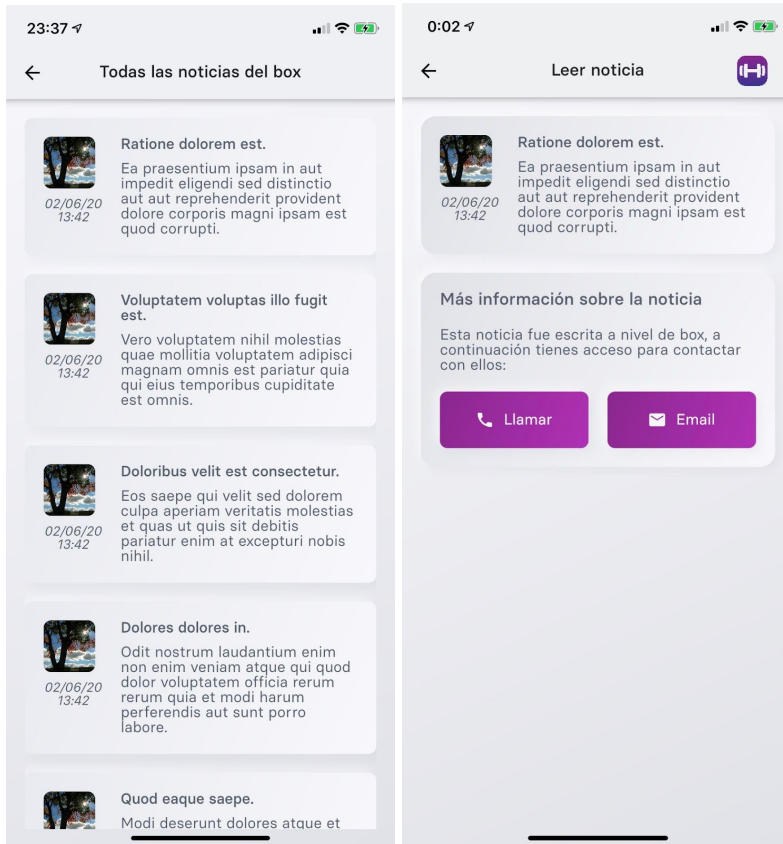 23:37
Todas las noticias del box
02/06/20
13:42
Ratione dolorem est.
Ea praesentium ipsam in aut
impedit eligendi sed distinctio
aut aut reprehenderit provident
dolore corporis magni ipsam est
quod corrupti.
02/06/20
13:42
Voluptatem voluptas illo fugit
est.
Vero voluptatem nihil molestias
quae mollitia voluptatem adipisci
magnam omnis est pariatur quia
qui eius temporibus cupiditate
est omnis.
02/06/20
13:42
Doloribus velit est consectetur.
Eos saepe qui velit sed dolorem
culpa aperiam veritatis molestias
et quas ut quis sit debitis
pariatur enim at excepturi nobis
nihil.
02/06/20
13:42
Dolores dolores in.
Odit nostrum laudantium enim
non enim veniam atque qui quod
dolor voluptatem officia rerum
rerum quia et modi harum
perferendis aut sunt porro
labore.
Quod eaque saepe.
Modi deserunt dolores atque et
0:02
Leer noticia
02/06/20
13:42
Ratione dolorem est.
Ea praesentium ipsam in aut
impedit eligendi sed distinctio
aut aut reprehenderit provident
dolore corporis magni ipsam est
quod corrupti.
Más información sobre la noticia
Esta noticia fue escrita a nivel de box, a
continuación tienes acceso para contactar
con ellos:
Llamar
Email